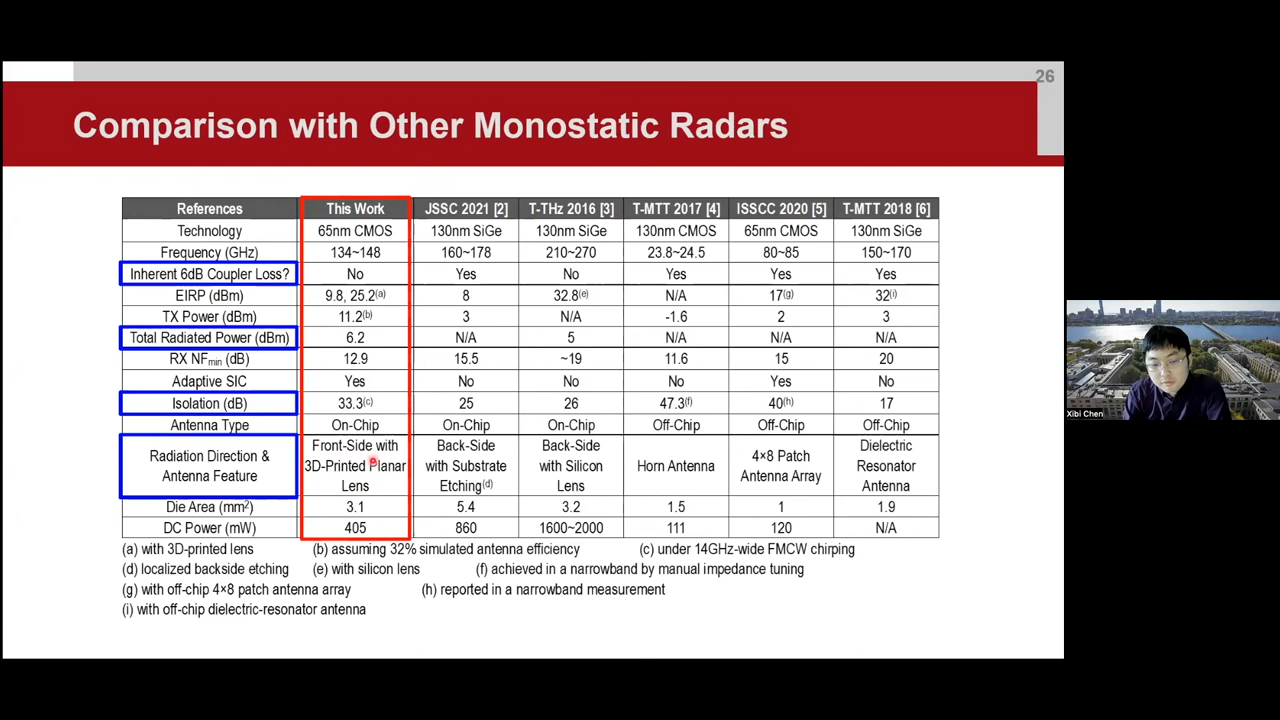 26
Comparison with Other Monostatic Radars
References This Work JSSC 2021 [2] T-THz 2016 [3] T-MTT 2017 [4] ISSCC 2020 [5] T-MTT 2018 [6]
Technology 65nm CMOS 130nm SiGe 130nm SiGe 130nm CMOS 65nm CMOS 130nm SiGe
Frequency (GHz) 134~148 160~178 210~270 23.8~24.5 80~85 150~170
Inherent 6dB Coupler Loss? No Yes No Yes Yes Yes
EIRP (dBm) 9.8, 25.2(a) 8 32.8(e) N/A 17(g) 32(i)
TX Power (dBm) 11.2(b) 3 N/A -1.6 2 3
Total Radiated Power (dBm) 6.2 N/A 5 N/A N/A N/A
RX NFmin (dB) 12.9 15.5 ~19 11.6 15 20
Adaptive SIC Yes No No No Yes No
Isolation (dB) 33.3(c) 25 26 47.3(f) 40(h) 17
Antenna Type On-Chip On-Chip On-Chip Off-Chip Off-Chip Off-Chip
Radiation Direction &
Antenna Feature
Front-Side with
3D-Printed Planar
Lens
Back-Side
with Substrate
Etching(d)
Back-Side
with Silicon
Lens
Horn Antenna
4×8 Patch
Antenna Array
Dielectric
Resonator
Antenna
Die Area (mm2) 3.1 5.4 3.2 1.5 1 1.9
DC Power (mW) 405 860 1600~2000 111 120 N/A
(a) with 3D-printed lens (b) assuming 32% simulated antenna efficiency (c) under 14GHz-wide FMCW chirping
(d) localized backside etching (e) with silicon lens (f) achieved in a narrowband by manual impedance tuning
(g) with off-chip 4×8 patch antenna array (h) reported in a narrowband measurement
(i) with off-chip dielectric-resonator antenna
Xibi Chen